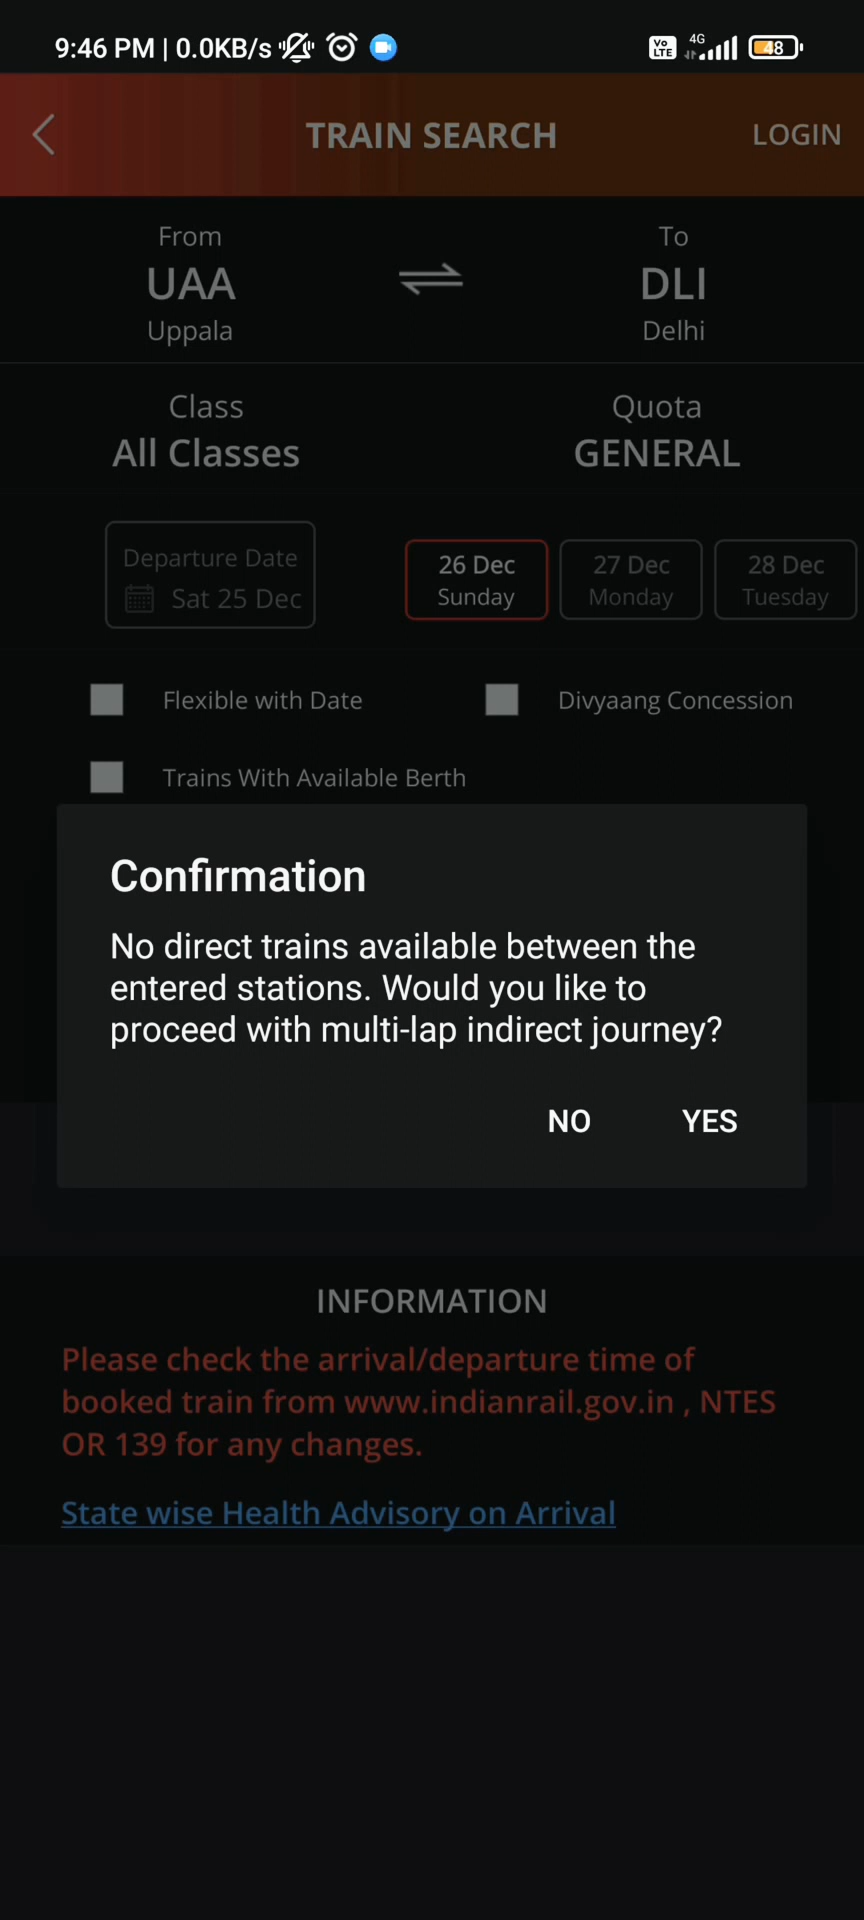 9:46 PM | 0.0KB/s
Vo LTE 4G 48
TRAIN SEARCH LOGIN
From To
UAA DLI
Uppala Delhi
Class Quota
All Classes GENERAL
Departure Date
Sat 25 Dec
26 Dec 27 Dec 28 Dec
Sunday Monday Tuesday
Flexible with Date Divyaang Concession
Trains With Available Berth
Confirmation
No direct trains available between the
entered stations. Would you like to
proceed with multi-lap indirect journey?
NO YES
INFORMATION
Please check the arrival/departure time of
booked train from www.indianrail.gov.in , NTES
OR 139 for any changes.
State wise Health Advisory on Arrival